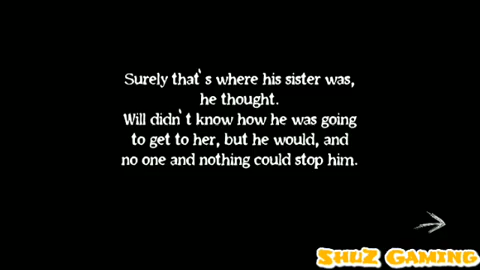 Surely that`s where his sister was,
he thought.
Will didn`t know how he was going
to get to her, but he would, and
no one and nothing could stop him.
ShuZ Gaming